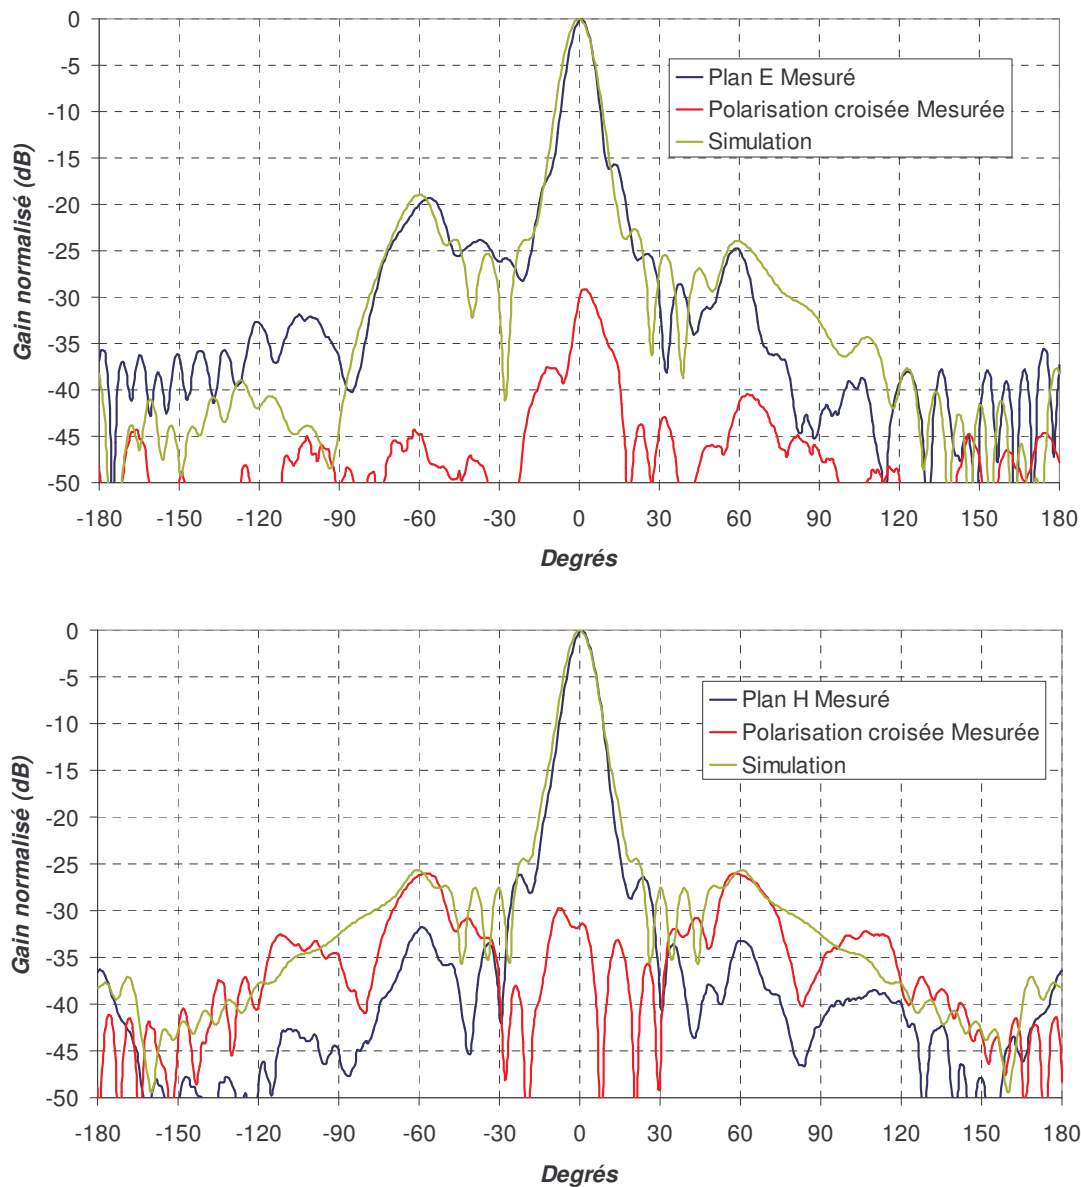 0
-5
-10
-15
-20
-25
-30
-35
-40
-45
-50
Gain normalisé (dB)
Plan E Mesuré
Polarisation croisée Mesurée
Simulation
-180 -150 -120 -90 -60 -30 0 30 60 90 120 150 180
Degrés
0
-5
-10
-15
-20
-25
-30
-35
-40
-45
-50
Gain normalisé (dB)
Plan H Mesuré
Polarisation croisée Mesurée
Simulation
-180 -150 -120 -90 -60 -30 0 30 60 90 120 150 180
Degrés